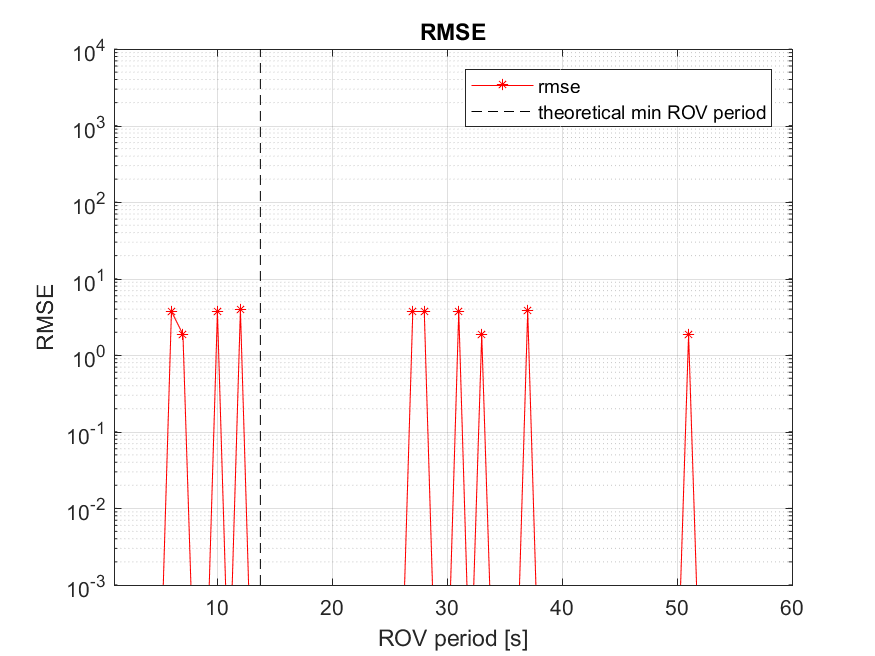 RMSE
10^4
10^3
10^2
10^1
10^0
10^-1
10^-2
10^-3
RMSE
rmse
theoretical min ROV period
10 20 30 40 50 60
ROV period [s]